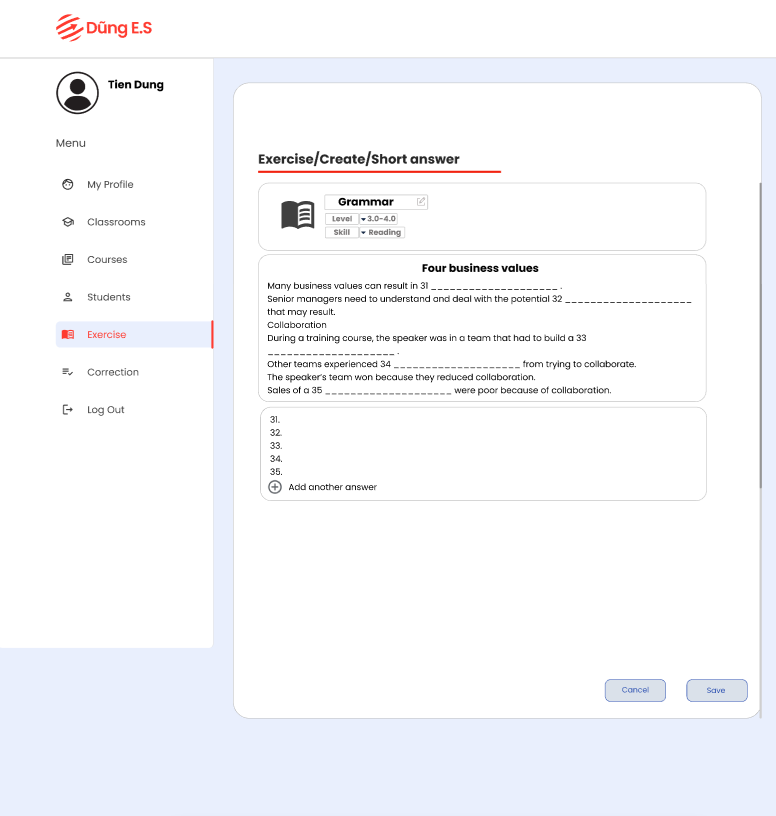 Dũng E.S
Tien Dung
Menu
My Profile
Classrooms
Courses
Students
Exercise
Correction
Log Out
Exercise/Create/Short answer
Grammar
Level 3.0-4.0
Skill Reading
Four business values
Many business values can result in 31 ____________________ .
Senior managers need to understand and deal with the potential 32 ____________________
that may result.
Collaboration
During a training course, the speaker was in a team that had to build a 33
____________________ .
Other teams experienced 34 ____________________ from trying to collaborate.
The speaker's team won because they reduced collaboration.
Sales of a 35 ____________________ were poor because of collaboration.
31.
32.
33.
34.
35.
Add another answer
Cancel
Save